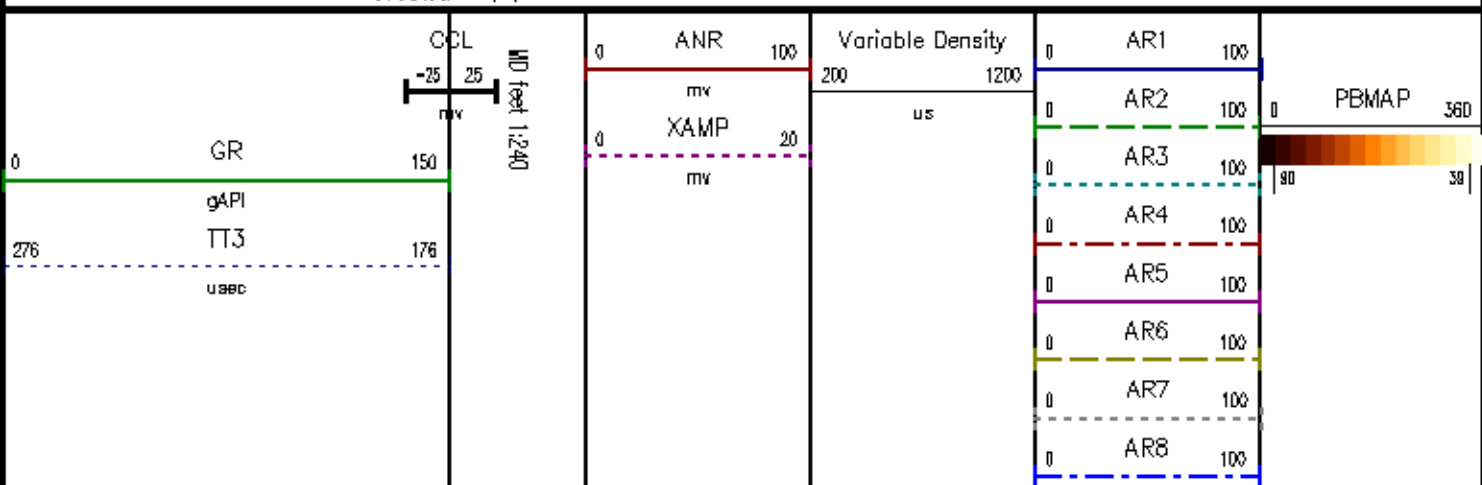 CCL
-25 25
mv
MD feet 1:240
GR
0 150
gAPI
TT3
276 176
usec
ANR
0 100
mv
XAMP
0 20
mv
Variable Density
200 1200
us
AR1
0 100
AR2
0 100
AR3
0 100
AR4
0 100
AR5
0 100
AR6
0 100
AR7
0 100
AR8
0 100
PBMAP
0 360
90 39